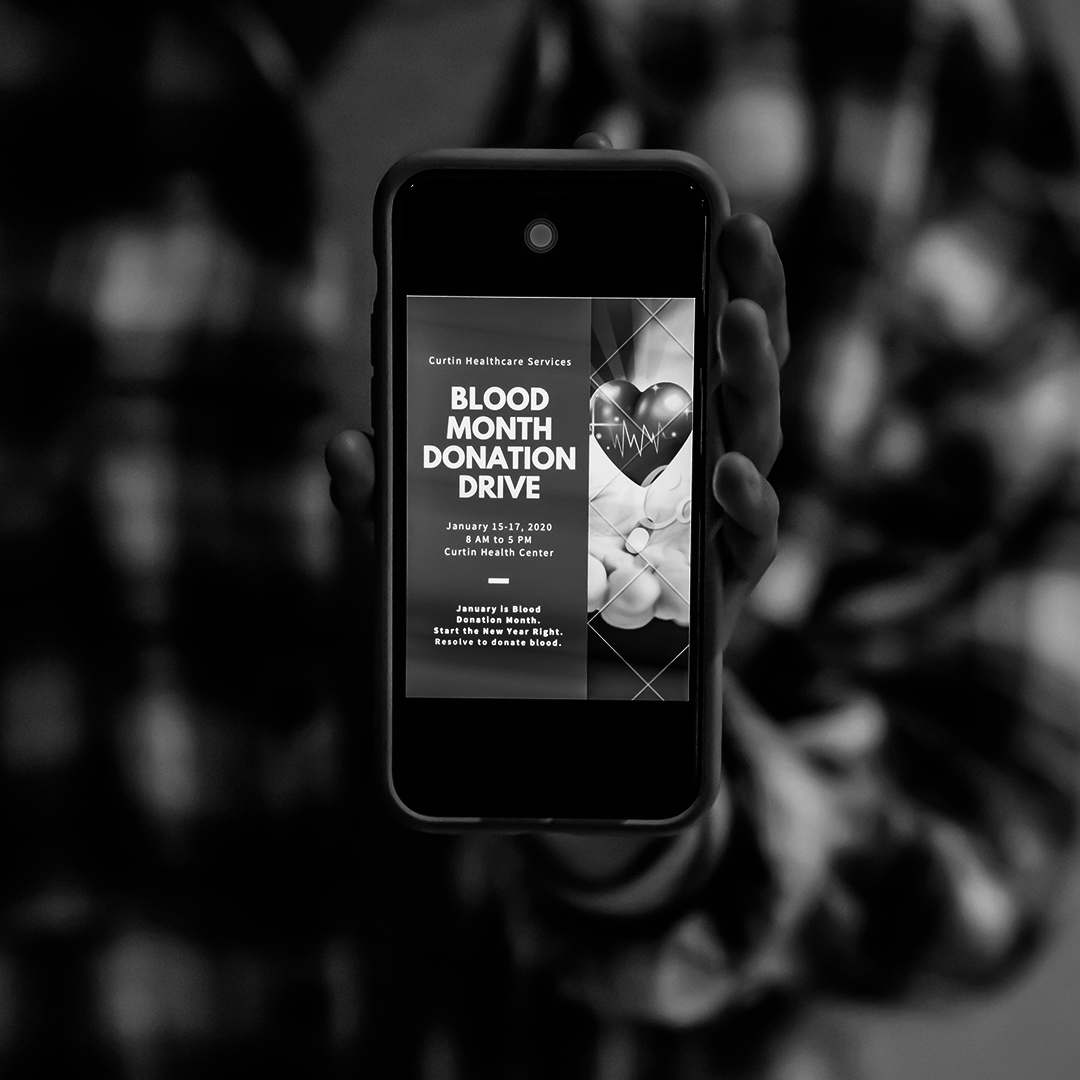 Curtin Healthcare Services
BLOOD
MONTH
DONATION
DRIVE
January 15-17, 2020
8 AM to 5 PM
Curtin Health Center
January is Blood
Donation Month.
Start the New Year Right.
Resolve to donate blood.